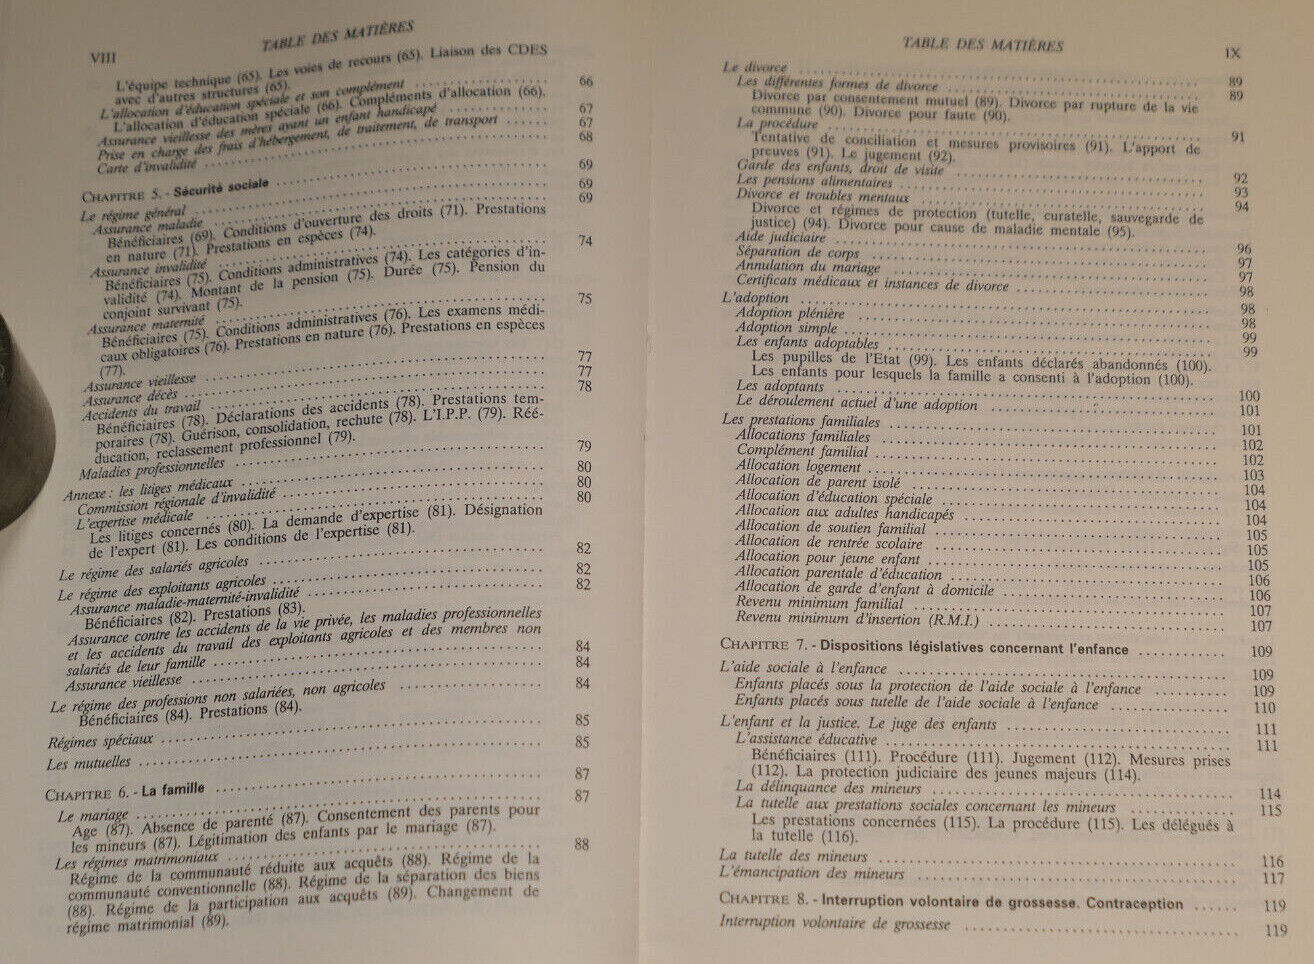 VIII
TABLE DES MATIÈRES
L'équipe technique (65). Les voies de recours (65). Liaison des CDES
avec d'autres structures (65).
L'allocation d'éducation spéciale et son complément 66
L'allocation d'éducation spéciale (66). Compléments d'allocation (66).
Assurance vieillesse des mères ayant un enfant handicapé 67
Prise en charge des frais d'hébergement, de traitement, de transport 67
Carte d'invalidité 68
CHAPITRE 5. - Sécurité sociale 69
Le régime général 69
Assurance maladie 69
Bénéficiaires (69). Conditions d'ouverture des droits (71). Prestations
en nature (71). Prestations en espèces (74).
Assurance invalidité 74
Bénéficiaires (75). Conditions administratives (74). Les catégories d'in-
validité (74). Montant de la pension (75). Durée (75). Pension du
conjoint survivant (75).
Assurance maternité 75
Bénéficiaires (75). Conditions administratives (76). Les examens médi-
caux obligatoires (76). Prestations en nature (76). Prestations en espèces
(77).
Assurance vieillesse 77
Assurance décès 77
Accidents du travail 78
Bénéficiaires (78). Déclarations des accidents (78). Prestations tem-
poraires (78). Guérison, consolidation, rechute (78). L'I.P.P. (79). Réé-
ducation, reclassement professionnel (79).
Maladies professionnelles 79
Annexe : les litiges médicaux 80
Commission régionale d'invalidité 80
L'expertise médicale 80
Les litiges concernés (80). La demande d'expertise (81). Désignation
de l'expert (81). Les conditions de l'expertise (81).
Le régime des salariés agricoles 82
Le régime des exploitants agricoles 82
Assurance maladie-maternité-invalidité 82
Bénéficiaires (82). Prestations (83).
Assurance contre les accidents de la vie privée, les maladies professionnelles
et les accidents du travail des exploitants agricoles et des membres non
salariés de leur famille 84
Assurance vieillesse 84
Le régime des professions non salariées, non agricoles 84
Bénéficiaires (84). Prestations (84).
Régimes spéciaux 85
Les mutuelles 85
CHAPITRE 6. - La famille 87
Le mariage 87
Age (87). Absence de parenté (87). Consentement des parents pour
les mineurs (87). Légitimation des enfants par le mariage (87).
Les régimes matrimoniaux 88
Régime de la communauté réduite aux acquêts (88). Régime de la
communauté conventionnelle (88). Régime de la séparation des biens
(88). Régime de la participation aux acquêts (89). Changement de
régime matrimonial (89).
TABLE DES MATIÈRES
IX
Le divorce 89
Les différentes formes de divorce 89
Divorce par consentement mutuel (89). Divorce par rupture de la vie
commune (90). Divorce pour faute (90).
La procédure 91
Tentative de conciliation et mesures provisoires (91). L'apport de
preuves (91). Le jugement (92).
Garde des enfants, droit de visite 92
Les pensions alimentaires 93
Divorce et troubles mentaux 94
Divorce et régimes de protection (tutelle, curatelle, sauvegarde de
justice) (94). Divorce pour cause de maladie mentale (95).
Aide judiciaire 96
Séparation de corps 97
Annulation du mariage 97
Certificats médicaux et instances de divorce 98
L'adoption 98
Adoption plénière 98
Adoption simple 99
Les enfants adoptables 99
Les pupilles de l'Etat (99). Les enfants déclarés abandonnés (100).
Les enfants pour lesquels la famille a consenti à l'adoption (100).
Les adoptants 100
Le déroulement actuel d'une adoption 101
Les prestations familiales 101
Allocations familiales 102
Complément familial 102
Allocation logement 103
Allocation de parent isolé 104
Allocation d'éducation spéciale 104
Allocation aux adultes handicapés 104
Allocation de soutien familial 105
Allocation de rentrée scolaire 105
Allocation pour jeune enfant 105
Allocation parentale d'éducation 106
Allocation de garde d'enfant à domicile 106
Revenu minimum familial 107
Revenu minimum d'insertion (R.M.I.) 107
CHAPITRE 7. - Dispositions législatives concernant l'enfance 109
L'aide sociale à l'enfance 109
Enfants placés sous la protection de l'aide sociale à l'enfance 109
Enfants placés sous tutelle de l'aide sociale à l'enfance 110
L'enfant et la justice. Le juge des enfants 111
L'assistance éducative 111
Bénéficiaires (111). Procédure (111). Jugement (112). Mesures prises
(112). La protection judiciaire des jeunes majeurs (114).
La délinquance des mineurs 114
La tutelle aux prestations sociales concernant les mineurs 115
Les prestations concernées (115). La procédure (115). Les délégués à
la tutelle (116).
La tutelle des mineurs 116
L'émancipation des mineurs 117
CHAPITRE 8. - Interruption volontaire de grossesse. Contraception 119
Interruption volontaire de grossesse 119